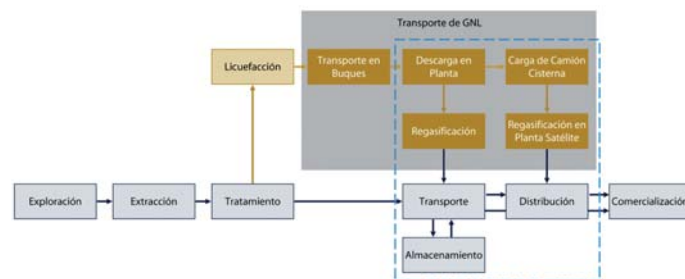 Transporte de GNL
Licuefacción
Transporte en
Buques
Descarga en
Planta
Carga de Camión
Cisterna
Regasificación
Regasificación en
Planta Satélite
Exploración
Extracción
Tratamiento
Transporte
Distribución
Comercialización
Almacenamiento